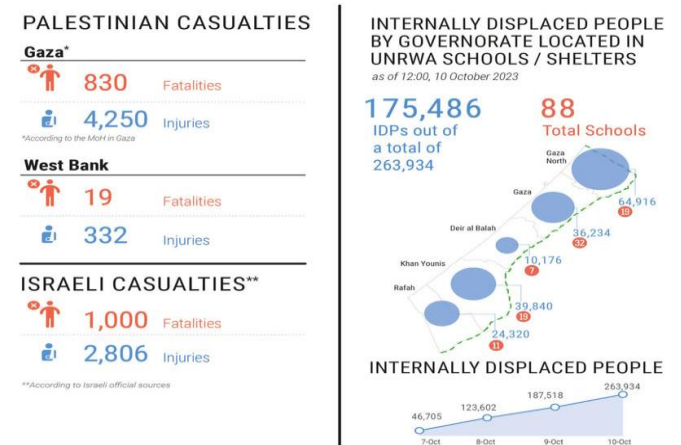 PALESTINIAN CASUALTIES
Gaza*
830 Fatalities
4,250 Injuries
*According to the MoH in Gaza
West Bank
19 Fatalities
332 Injuries
ISRAELI CASUALTIES**
1,000 Fatalities
2,806 Injuries
**According to Israeli official sources
INTERNALLY DISPLACED PEOPLE
BY GOVERNORATE LOCATED IN
UNRWA SCHOOLS / SHELTERS
as of 12:00, 10 October 2023
175,486
IDPs out of
a total of
263,934
88
Total Schools
Gaza
North
64,916
19
Gaza
36,234
32
Deir al Balah
10,176
7
Khan Younis
39,840
19
Rafah
24,320
11
INTERNALLY DISPLACED PEOPLE
46,705
123,602
187,518
263,934
7-Oct
8-Oct
9-Oct
10-Oct